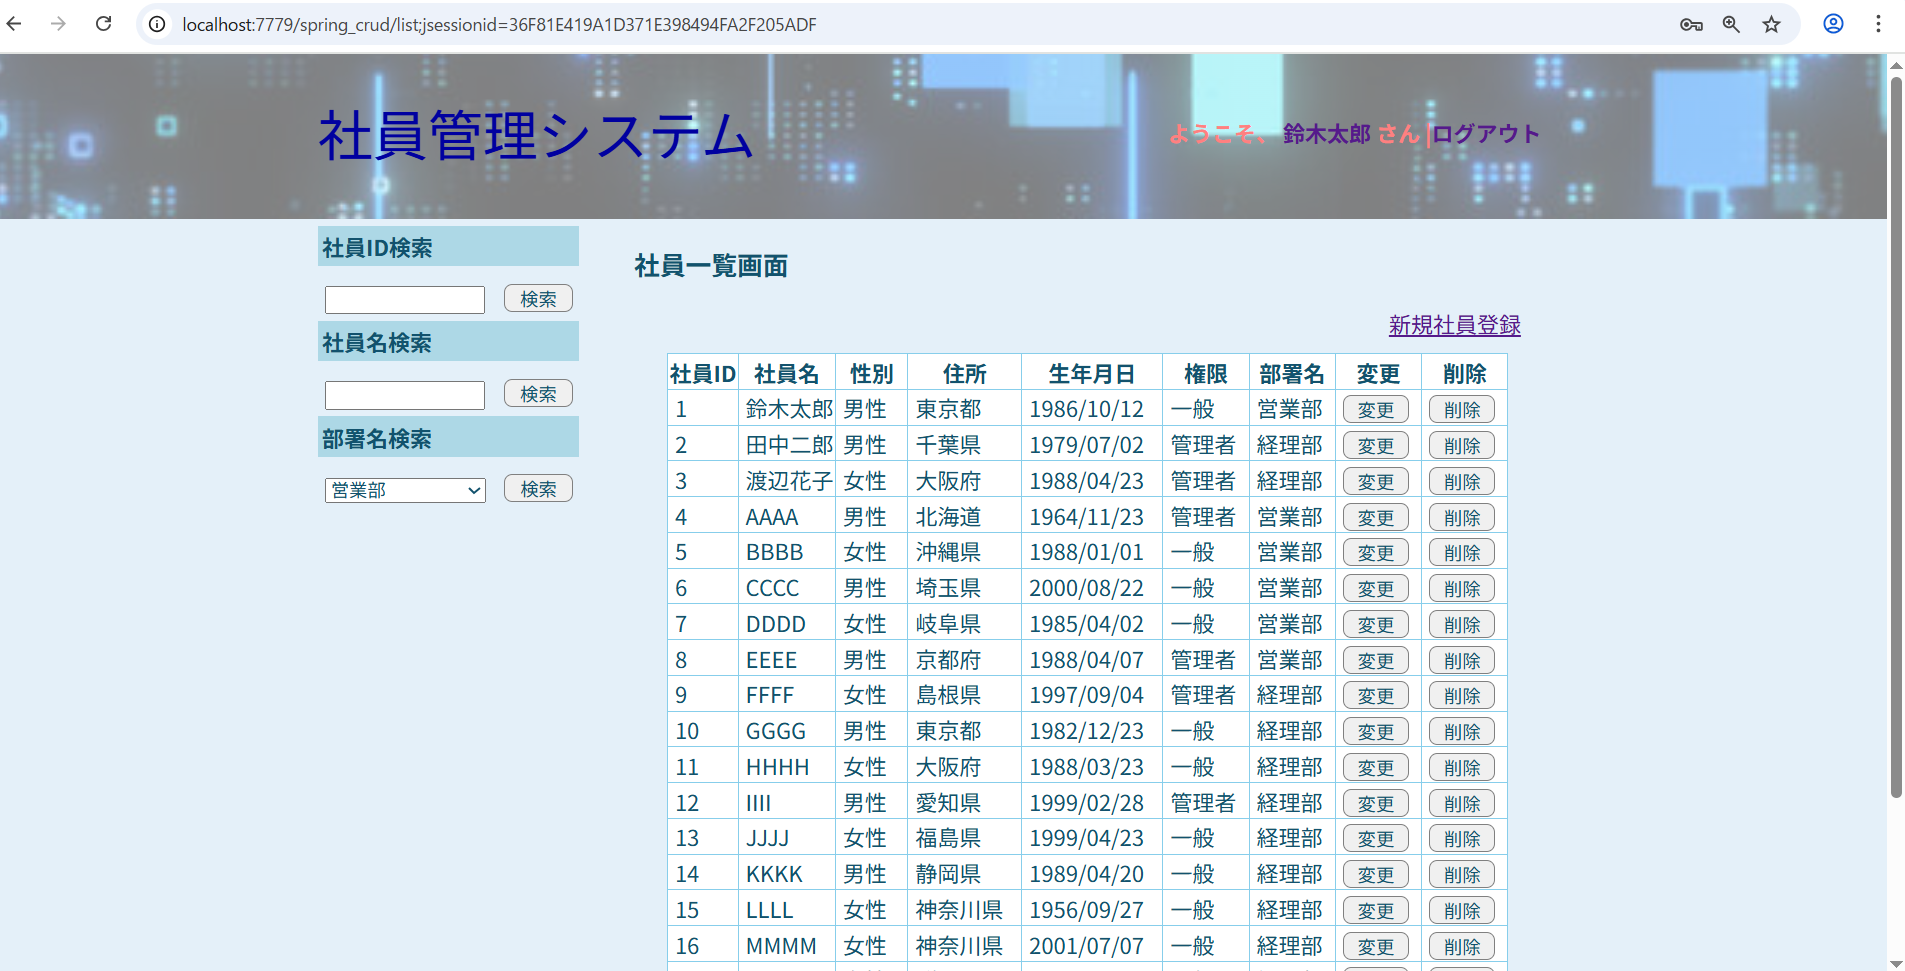 localhost:7779/spring_crud/list;jsessionid=36F81E419A1D371E398494FA2F205ADF
社員管理システム
ようこそ、 鈴木太郎 さん |ログアウト
社員ID検索
検索
社員名検索
検索
部署名検索
営業部 検索
社員一覧画面
新規社員登録
社員ID 社員名 性別 住所 生年月日 権限 部署名 変更 削除
1 鈴木太郎 男性 東京都 1986/10/12 一般 営業部 変更 削除
2 田中二郎 男性 千葉県 1979/07/02 管理者 経理部 変更 削除
3 渡辺花子 女性 大阪府 1988/04/23 管理者 経理部 変更 削除
4 AAAA 男性 北海道 1964/11/23 管理者 営業部 変更 削除
5 BBBB 女性 沖縄県 1988/01/01 一般 営業部 変更 削除
6 CCCC 男性 埼玉県 2000/08/22 一般 営業部 変更 削除
7 DDDD 女性 岐阜県 1985/04/02 一般 営業部 変更 削除
8 EEEE 男性 京都府 1988/04/07 管理者 営業部 変更 削除
9 FFFF 女性 島根県 1997/09/04 管理者 経理部 変更 削除
10 GGGG 男性 東京都 1982/12/23 一般 経理部 変更 削除
11 HHHH 女性 大阪府 1988/03/23 一般 経理部 変更 削除
12 IIII 男性 愛知県 1999/02/28 管理者 経理部 変更 削除
13 JJJJ 女性 福島県 1999/04/23 一般 経理部 変更 削除
14 KKKK 男性 静岡県 1989/04/20 一般 経理部 変更 削除
15 LLLL 女性 神奈川県 1956/09/27 一般 経理部 変更 削除
16 MMMM 女性 神奈川県 2001/07/07 一般 経理部 変更 削除